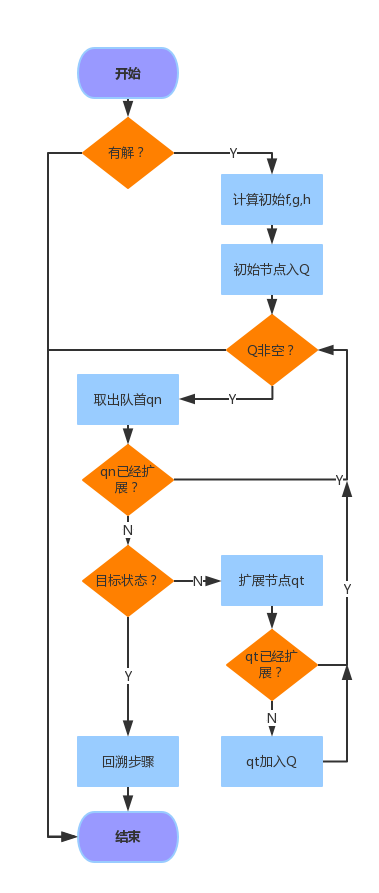 开始
有解？
Y
计算初始f,g,h
初始节点入Q
Q非空？
Y
取出队首qn
qn已经扩
展？
Y
N
目标状态？
N
扩展节点qt
Y
qt已经扩
展？
Y
N
回溯步骤
qt加入Q
结束